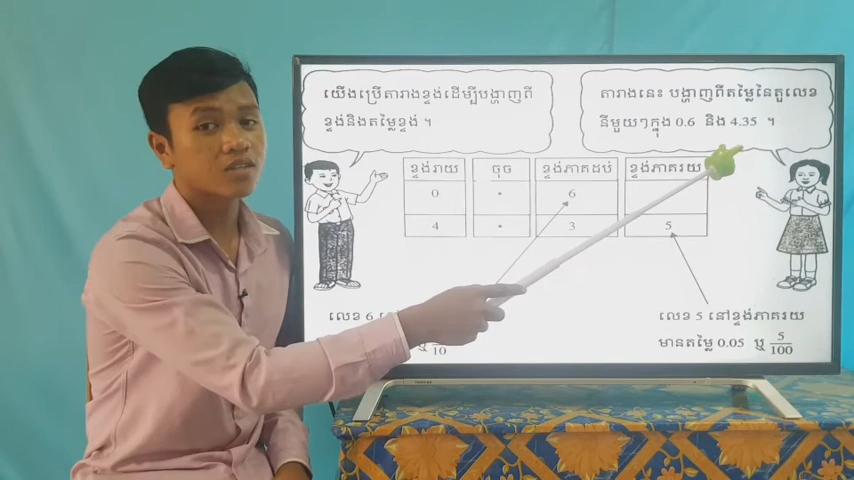 យើងប្រើតារាងខ្ទង់ដើម្បីបង្ហាញពី
ខ្ទង់និងតម្លៃខ្ទង់ ។
តារាងនេះ បង្ហាញពីតម្លៃនៃតួលេខ
នីមួយៗក្នុង 0.6 និង 4.35 ។
ខ្ទង់រាយ ចុច ខ្ទង់ភាគដប់ ខ្ទង់ភាគរយ
0 . 6
4 . 3 5
លេខ 6
10
លេខ 5 នៅខ្ទង់ភាគរយ
មានតម្លៃ 0.05 ឬ 5/100